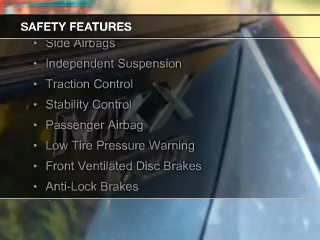 SAFETY FEATURES
• Side Airbags
• Independent Suspension
• Traction Control
• Stability Control
• Passenger Airbag
• Low Tire Pressure Warning
• Front Ventilated Disc Brakes
• Anti-Lock Brakes